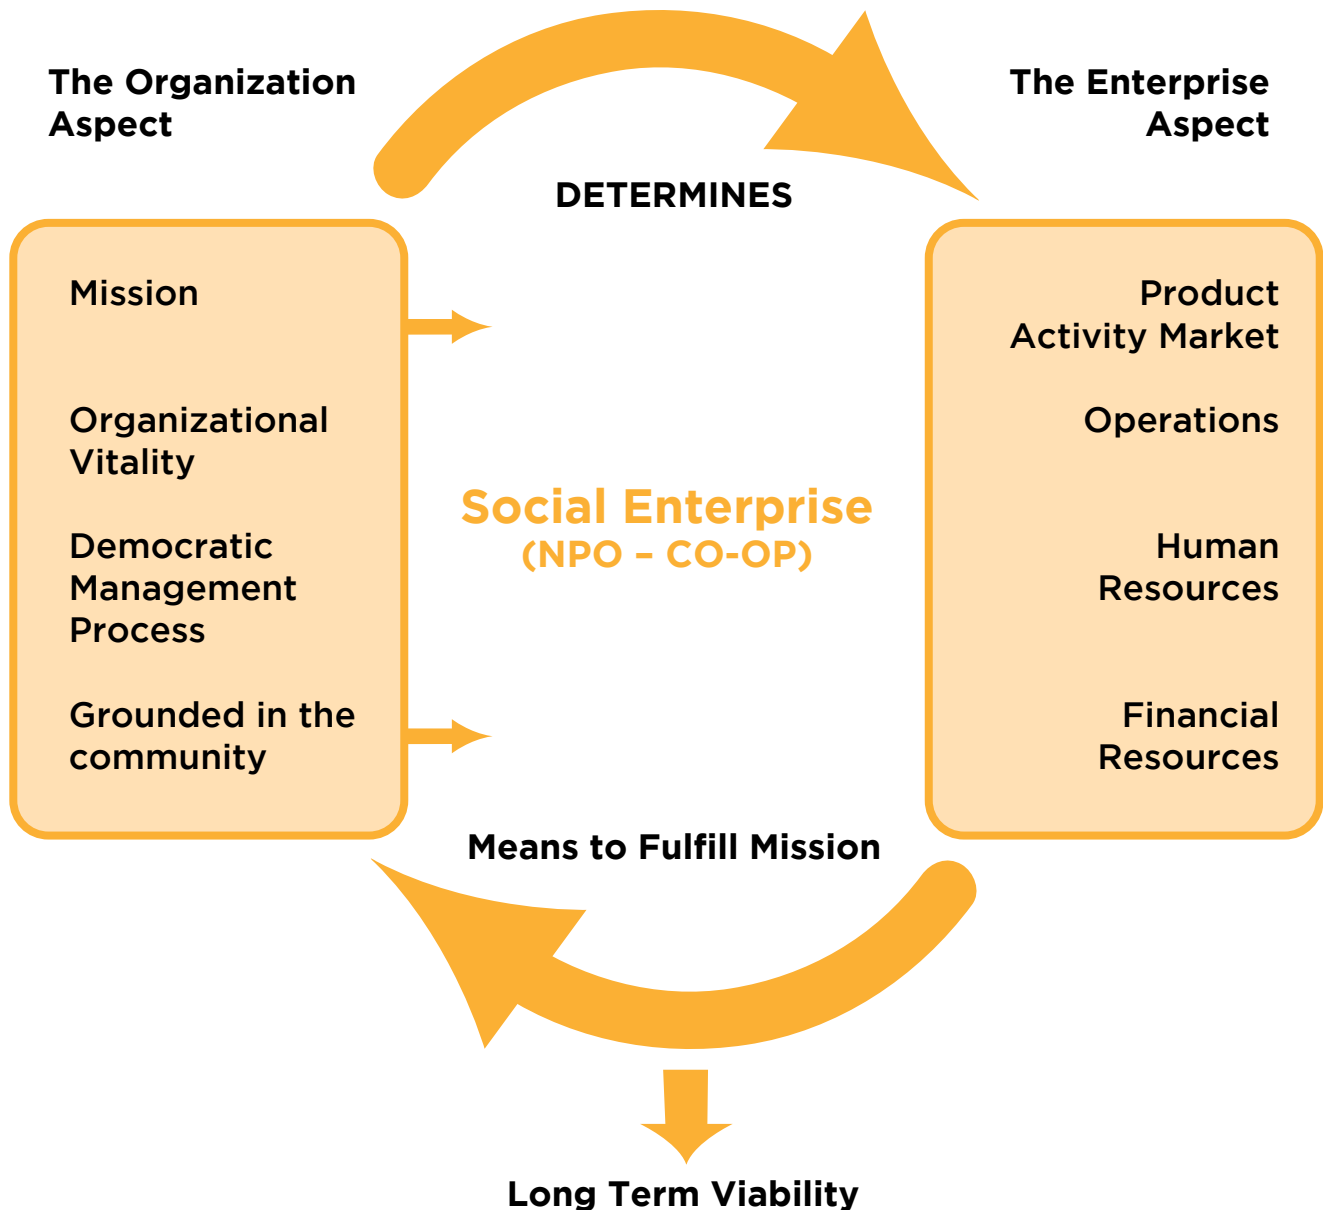 The Organization
Aspect
The Enterprise
Aspect
DETERMINES
Mission
Organizational
Vitality
Democratic
Management
Process
Grounded in the
community
Social Enterprise
(NPO – CO-OP)
Product
Activity Market
Operations
Human
Resources
Financial
Resources
Means to Fulfill Mission
Long Term Viability